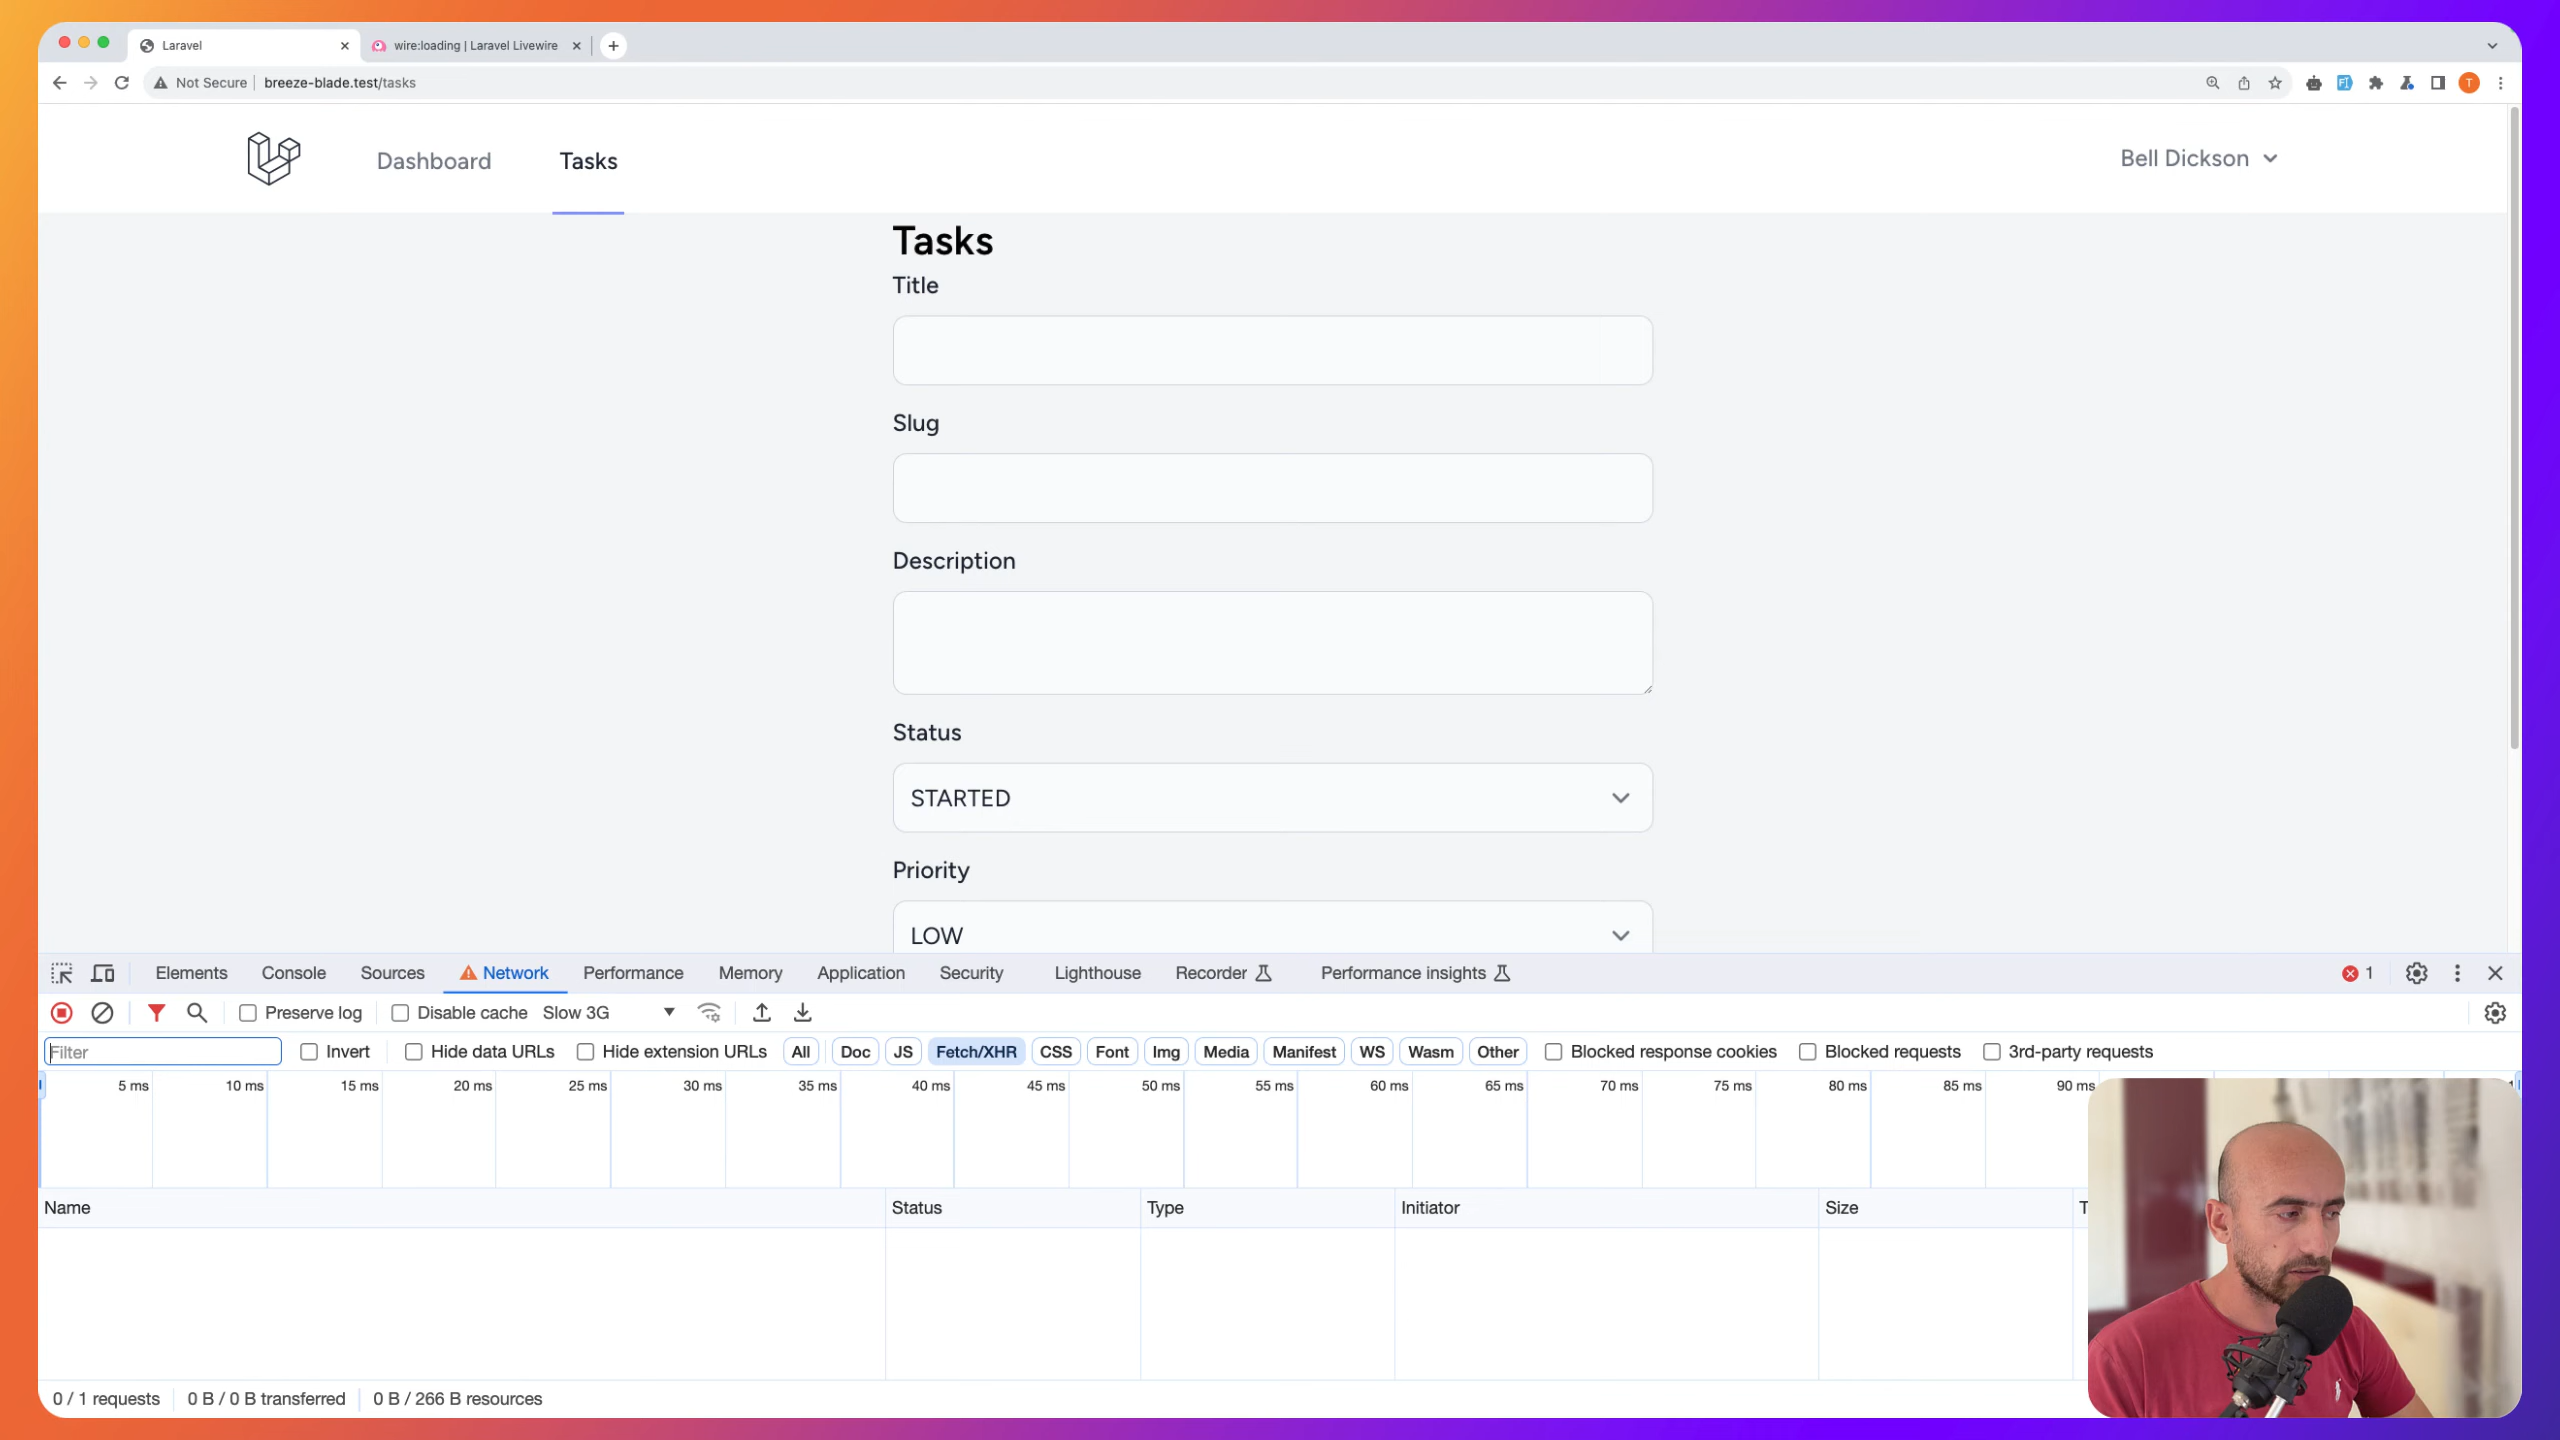 Laravel
wire:loading | Laravel Livewire
Not Secure
breeze-blade.test/tasks
T
Dashboard
Tasks
Bell Dickson
Tasks
Title
Slug
Description
Status
STARTED
Priority
LOW
Elements Console Sources Network Performance Memory Application Security Lighthouse Recorder Performance insights 1
Preserve log Disable cache Slow 3G
Filter Invert Hide data URLs Hide extension URLs All Doc JS Fetch/XHR CSS Font Img Media Manifest WS Wasm Other Blocked response cookies Blocked requests 3rd-party requests
5 ms 10 ms 15 ms 20 ms 25 ms 30 ms 35 ms 40 ms 45 ms 50 ms 55 ms 60 ms 65 ms 70 ms 75 ms 80 ms 85 ms 90 ms
Name Status Type Initiator Size
0 / 1 requests 0 B / 0 B transferred 0 B / 266 B resources